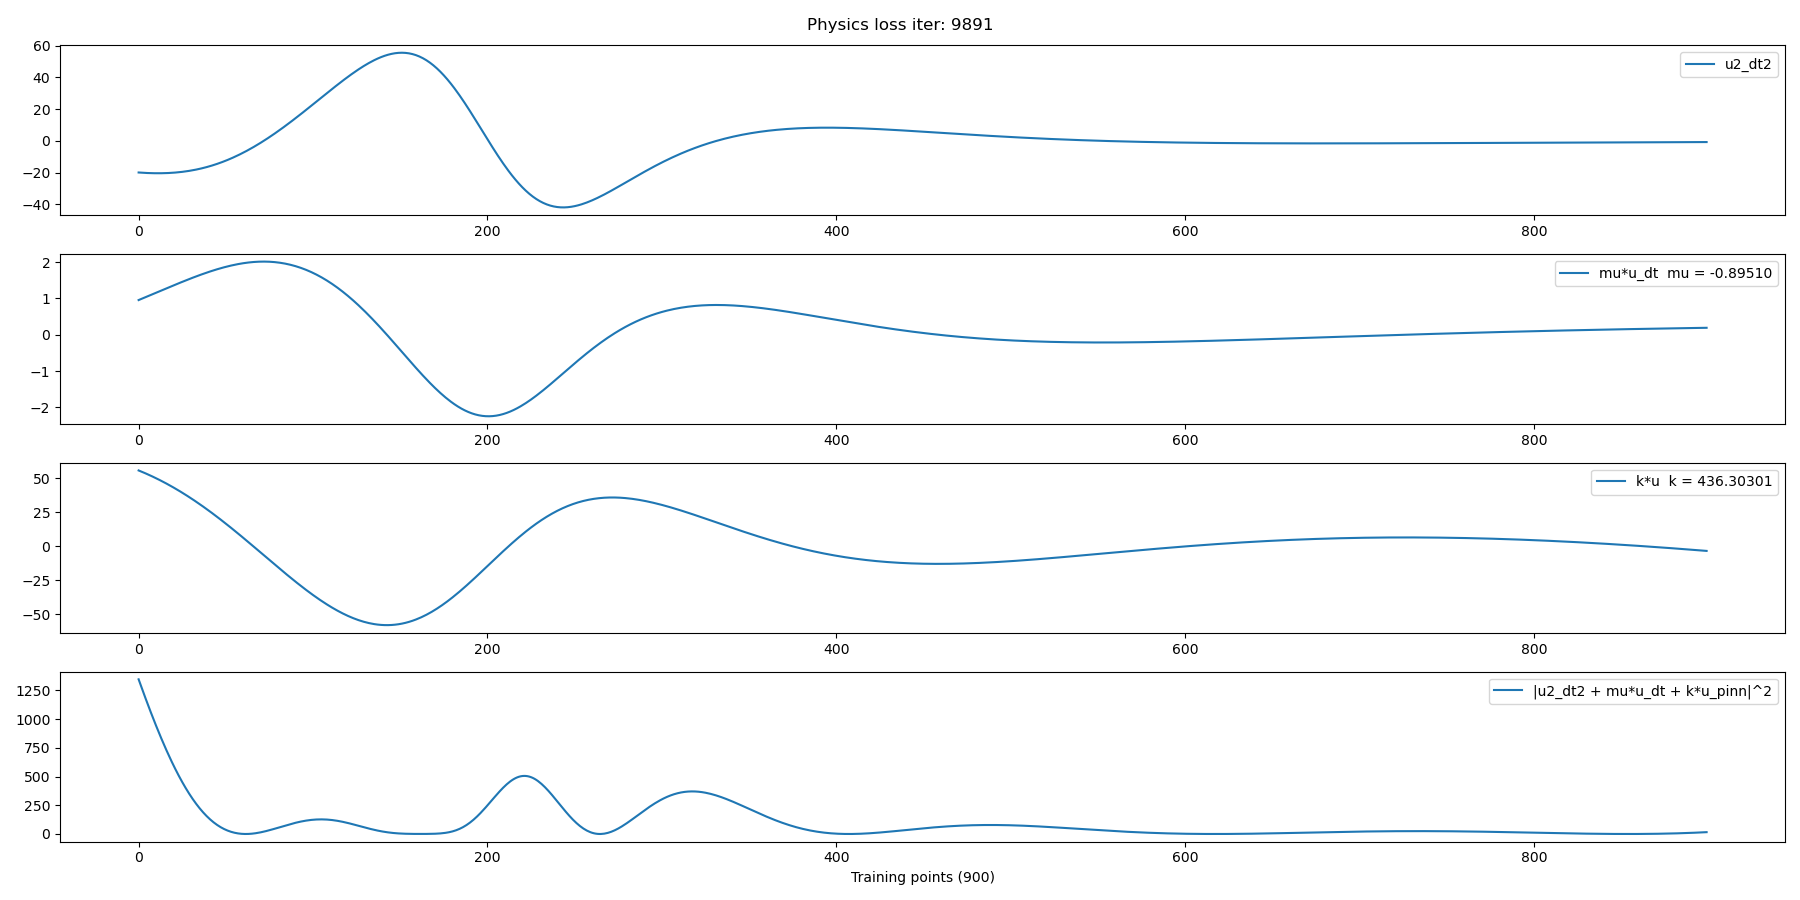 Physics loss iter: 9891
60
40
20
0
−20
−40
u2_dt2
0 200 400 600 800
2
1
0
−1
−2
mu*u_dt  mu = -0.89510
0 200 400 600 800
50
25
0
−25
−50
k*u  k = 436.30301
0 200 400 600 800
1250
1000
750
500
250
0
|u2_dt2 + mu*u_dt + k*u_pinn|^2
0 200 400 600 800
Training points (900)